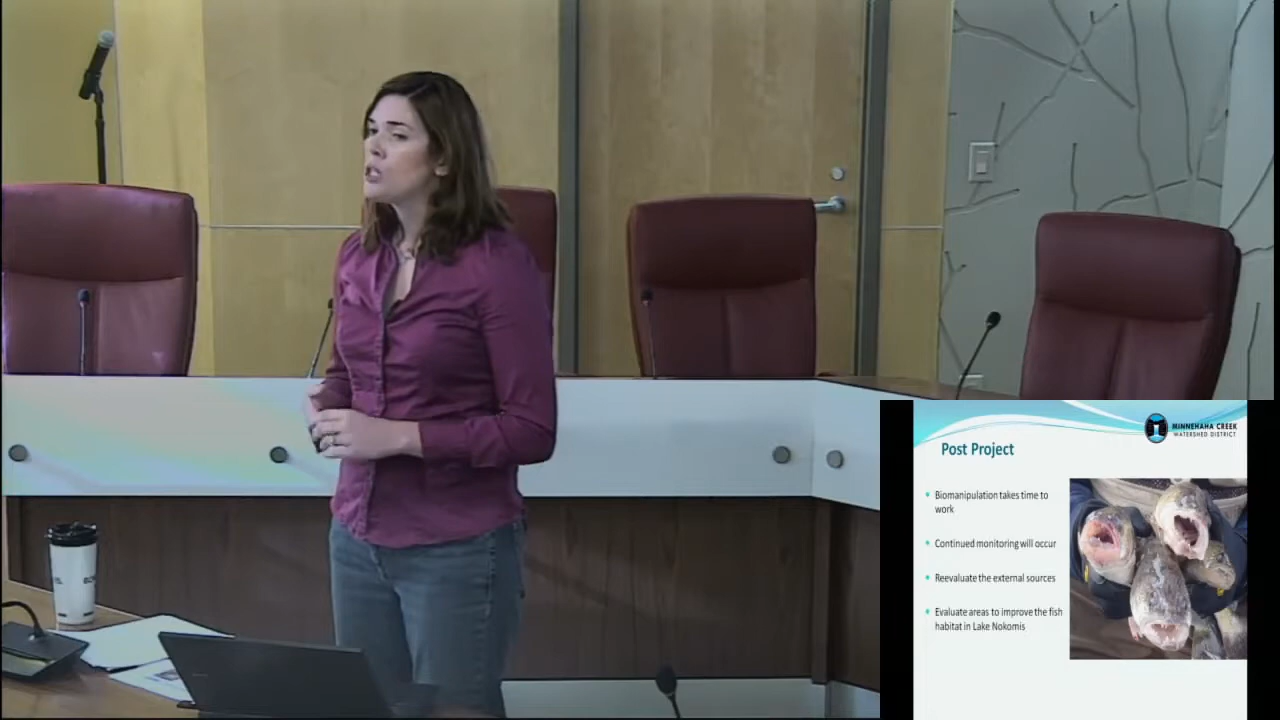 MINNEHAHA CREEK
WATERSHED DISTRICT
Post Project
Biomanipulation takes time to
work
Continued monitoring will occur
Reevaluate the external sources
Evaluate areas to improve the fish
habitat in Lake Nokomis